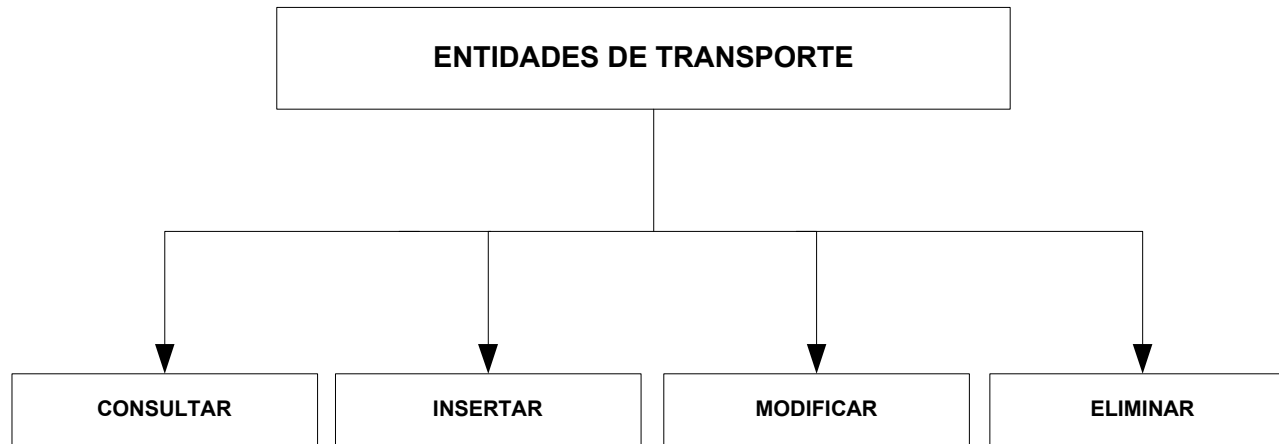 ENTIDADES DE TRANSPORTE
CONSULTAR
INSERTAR
MODIFICAR
ELIMINAR